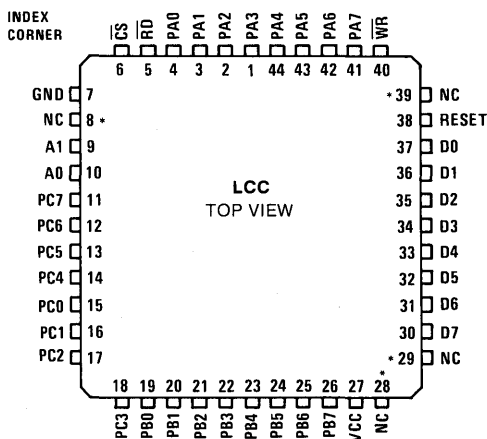 INDEX
CORNER
CS RD PA0 PA1 PA2 PA3 PA4 PA5 PA6 PA7 WR
6 5 4 3 2 1 44 43 42 41 40
GND 7 *39 NC
NC 8 * 38 RESET
A1 9 37 D0
A0 10 36 D1
PC7 11 35 D2
LCC
TOP VIEW
PC6 12 34 D3
PC5 13 33 D4
PC4 14 32 D5
PC0 15 31 D6
PC1 16 30 D7
PC2 17 *29 NC
*
18 19 20 21 22 23 24 25 26 27 28
PC3 PB0 PB1 PB2 PB3 PB4 PB5 PB6 PB7 VCC NC